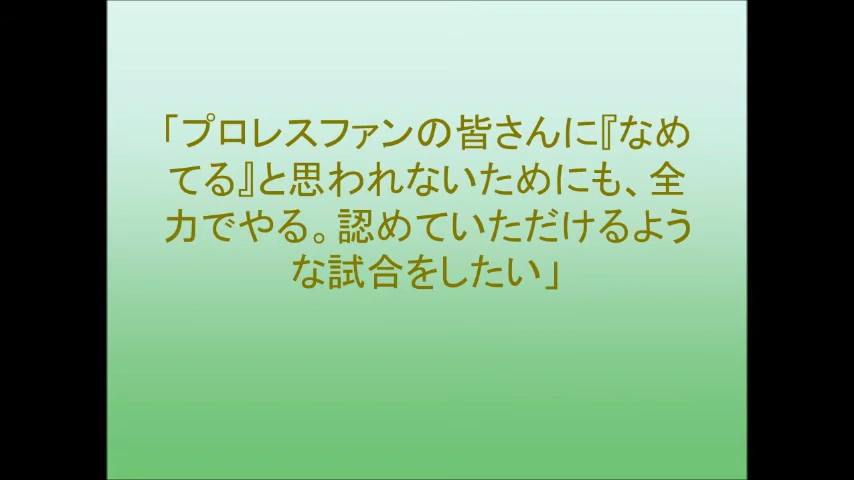 「プロレスファンの皆さんに『なめ
てる』と思われないためにも、全
力でやる。認めていただけるよう
な試合をしたい」